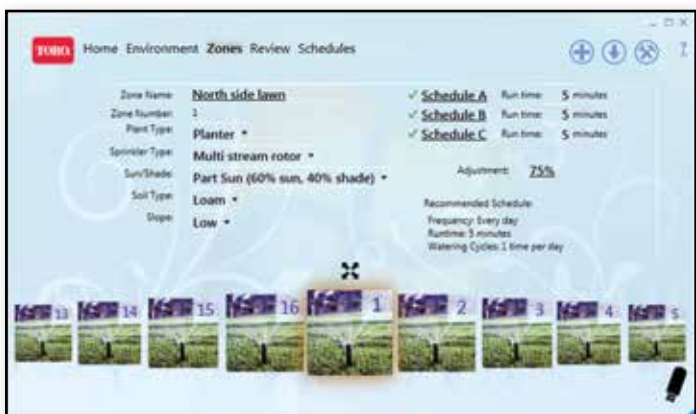 TORO. Home Environment Zones Review Schedules ?
Zone Name: North side lawn
Zone Number: 1
Plant Type: Planter
Sprinkler Type: Multi stream rotor
Sun/Shade: Part Sun (60% sun, 40% shade)
Soil Type: Loam
Slope: Low
Schedule A Run time: 5 minutes
Schedule B Run time: 5 minutes
Schedule C Run time: 5 minutes
Adjustment: 75%
Recommended Schedule:
Frequency: Every day
Runtime: 5 minutes
Watering Cycles: 1 time per day
13 14 15 16 1 2 3 4 5